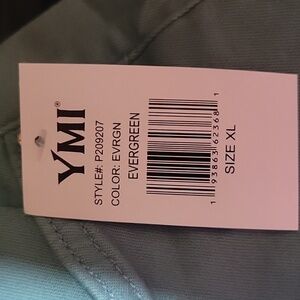 YMI®
STYLE#: P209207
COLOR: EVRGN
EVERGREEN
1 93863 62368 1
SIZE XL